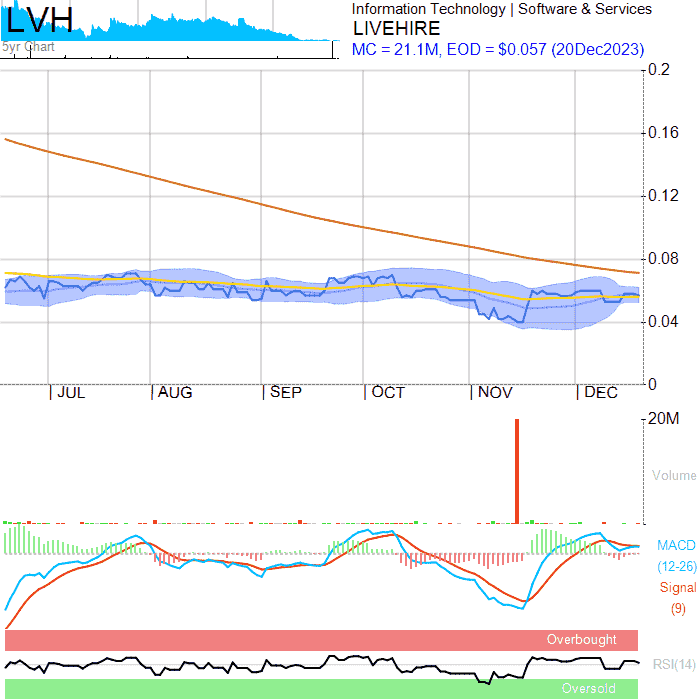 LVH
5yr Chart
Information Technology | Software & Services
LIVEHIRE
MC = 21.1M, EOD = $0.057 (20Dec2023)
0.2
0.16
0.12
0.08
0.04
0
JUL AUG SEP OCT NOV DEC
20M
Volume
MACD
(12-26)
Signal
(9)
Overbought
RSI(14)
Oversold